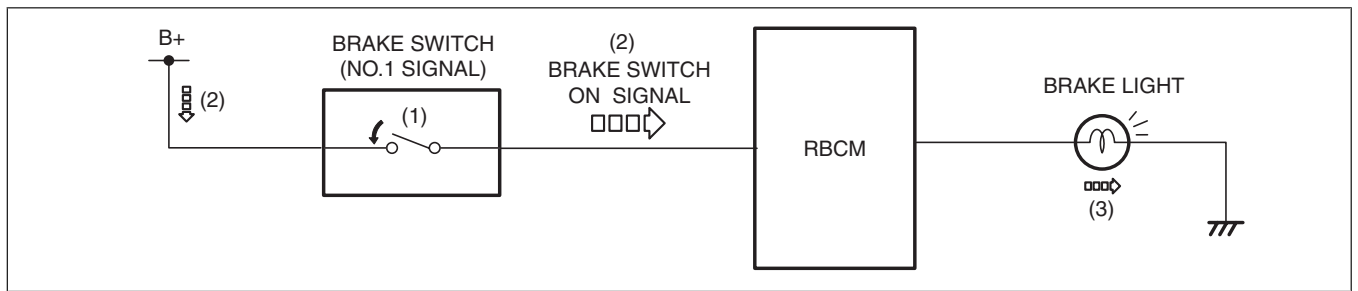 B+
(2)
BRAKE SWITCH
(NO.1 SIGNAL)
(1)
(2)
BRAKE SWITCH
ON SIGNAL
RBCM
BRAKE LIGHT
(3)